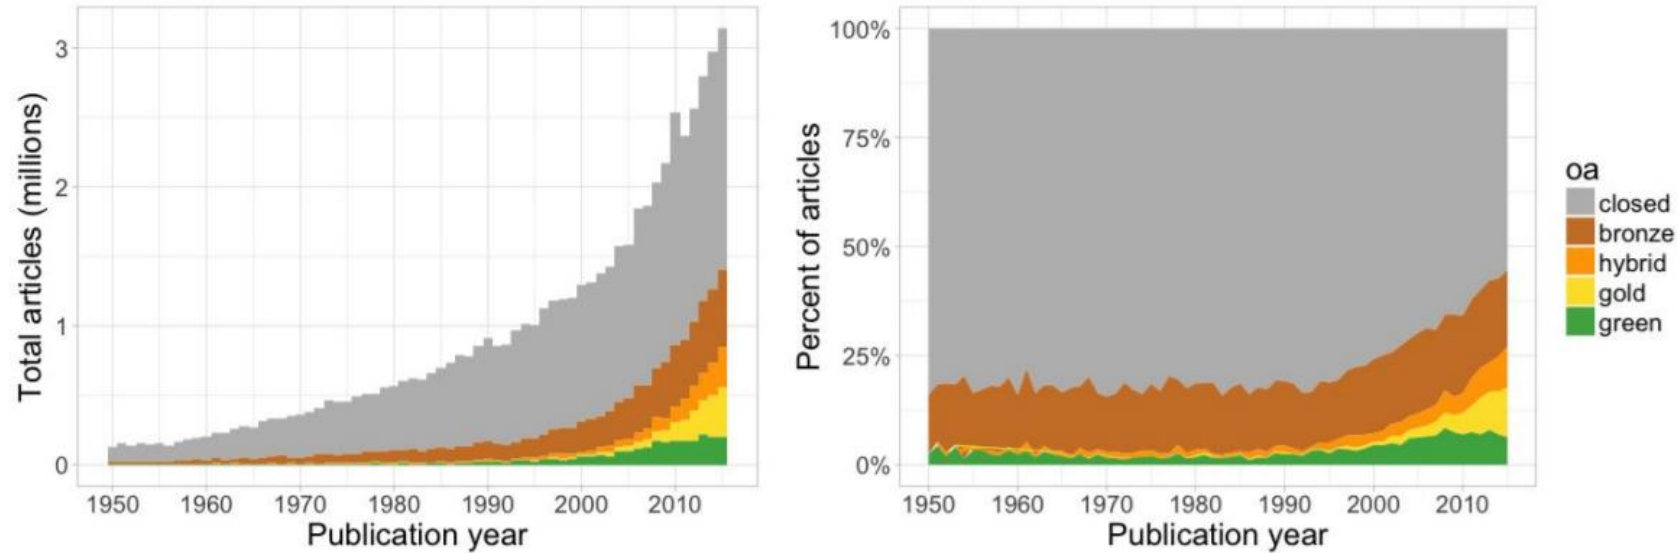 Total articles (millions)
3
2
1
0
1950 1960 1970 1980 1990 2000 2010
Publication year
Percent of articles
100%
75%
50%
25%
0%
1950 1960 1970 1980 1990 2000 2010
Publication year
oa
closed
bronze
hybrid
gold
green